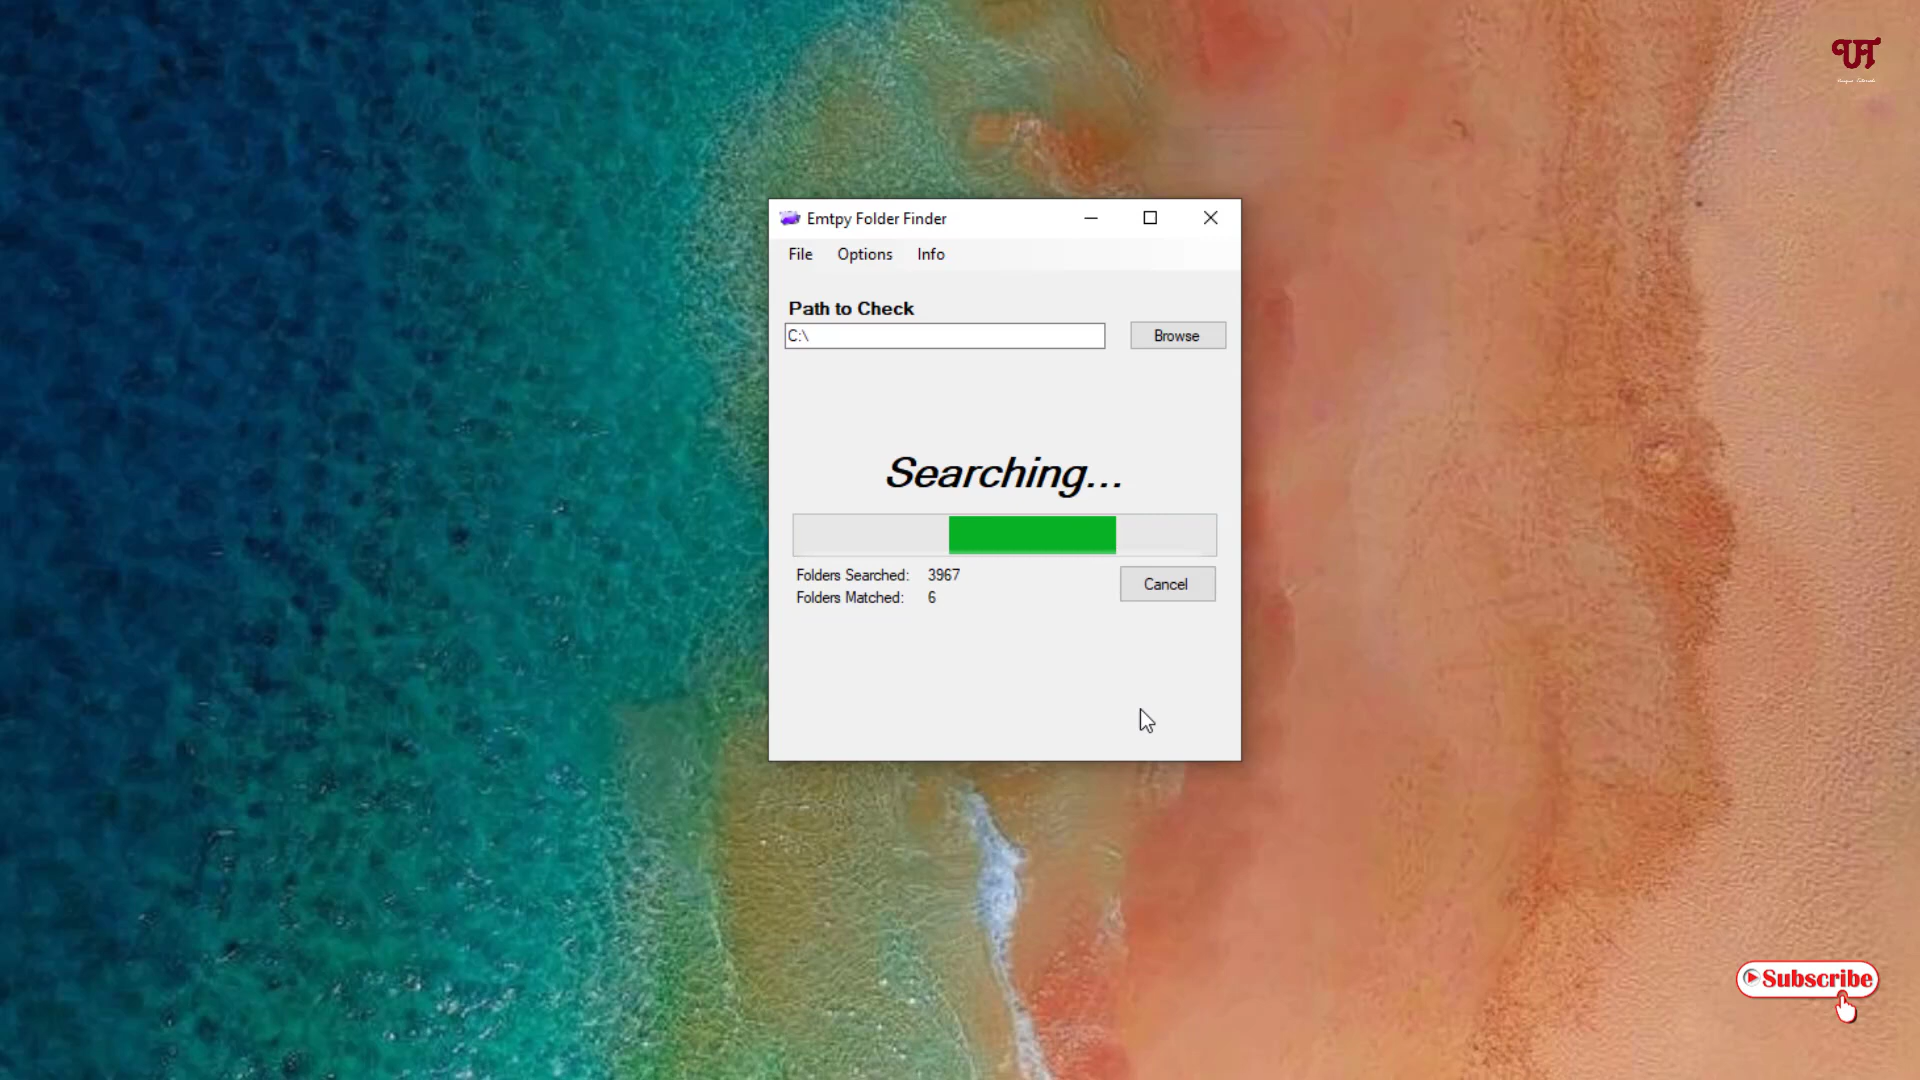 UT
Emtpy Folder Finder
File Options Info
Path to Check
C:\
Browse
Searching...
Folders Searched: 3967
Folders Matched: 6
Cancel
Subscribe